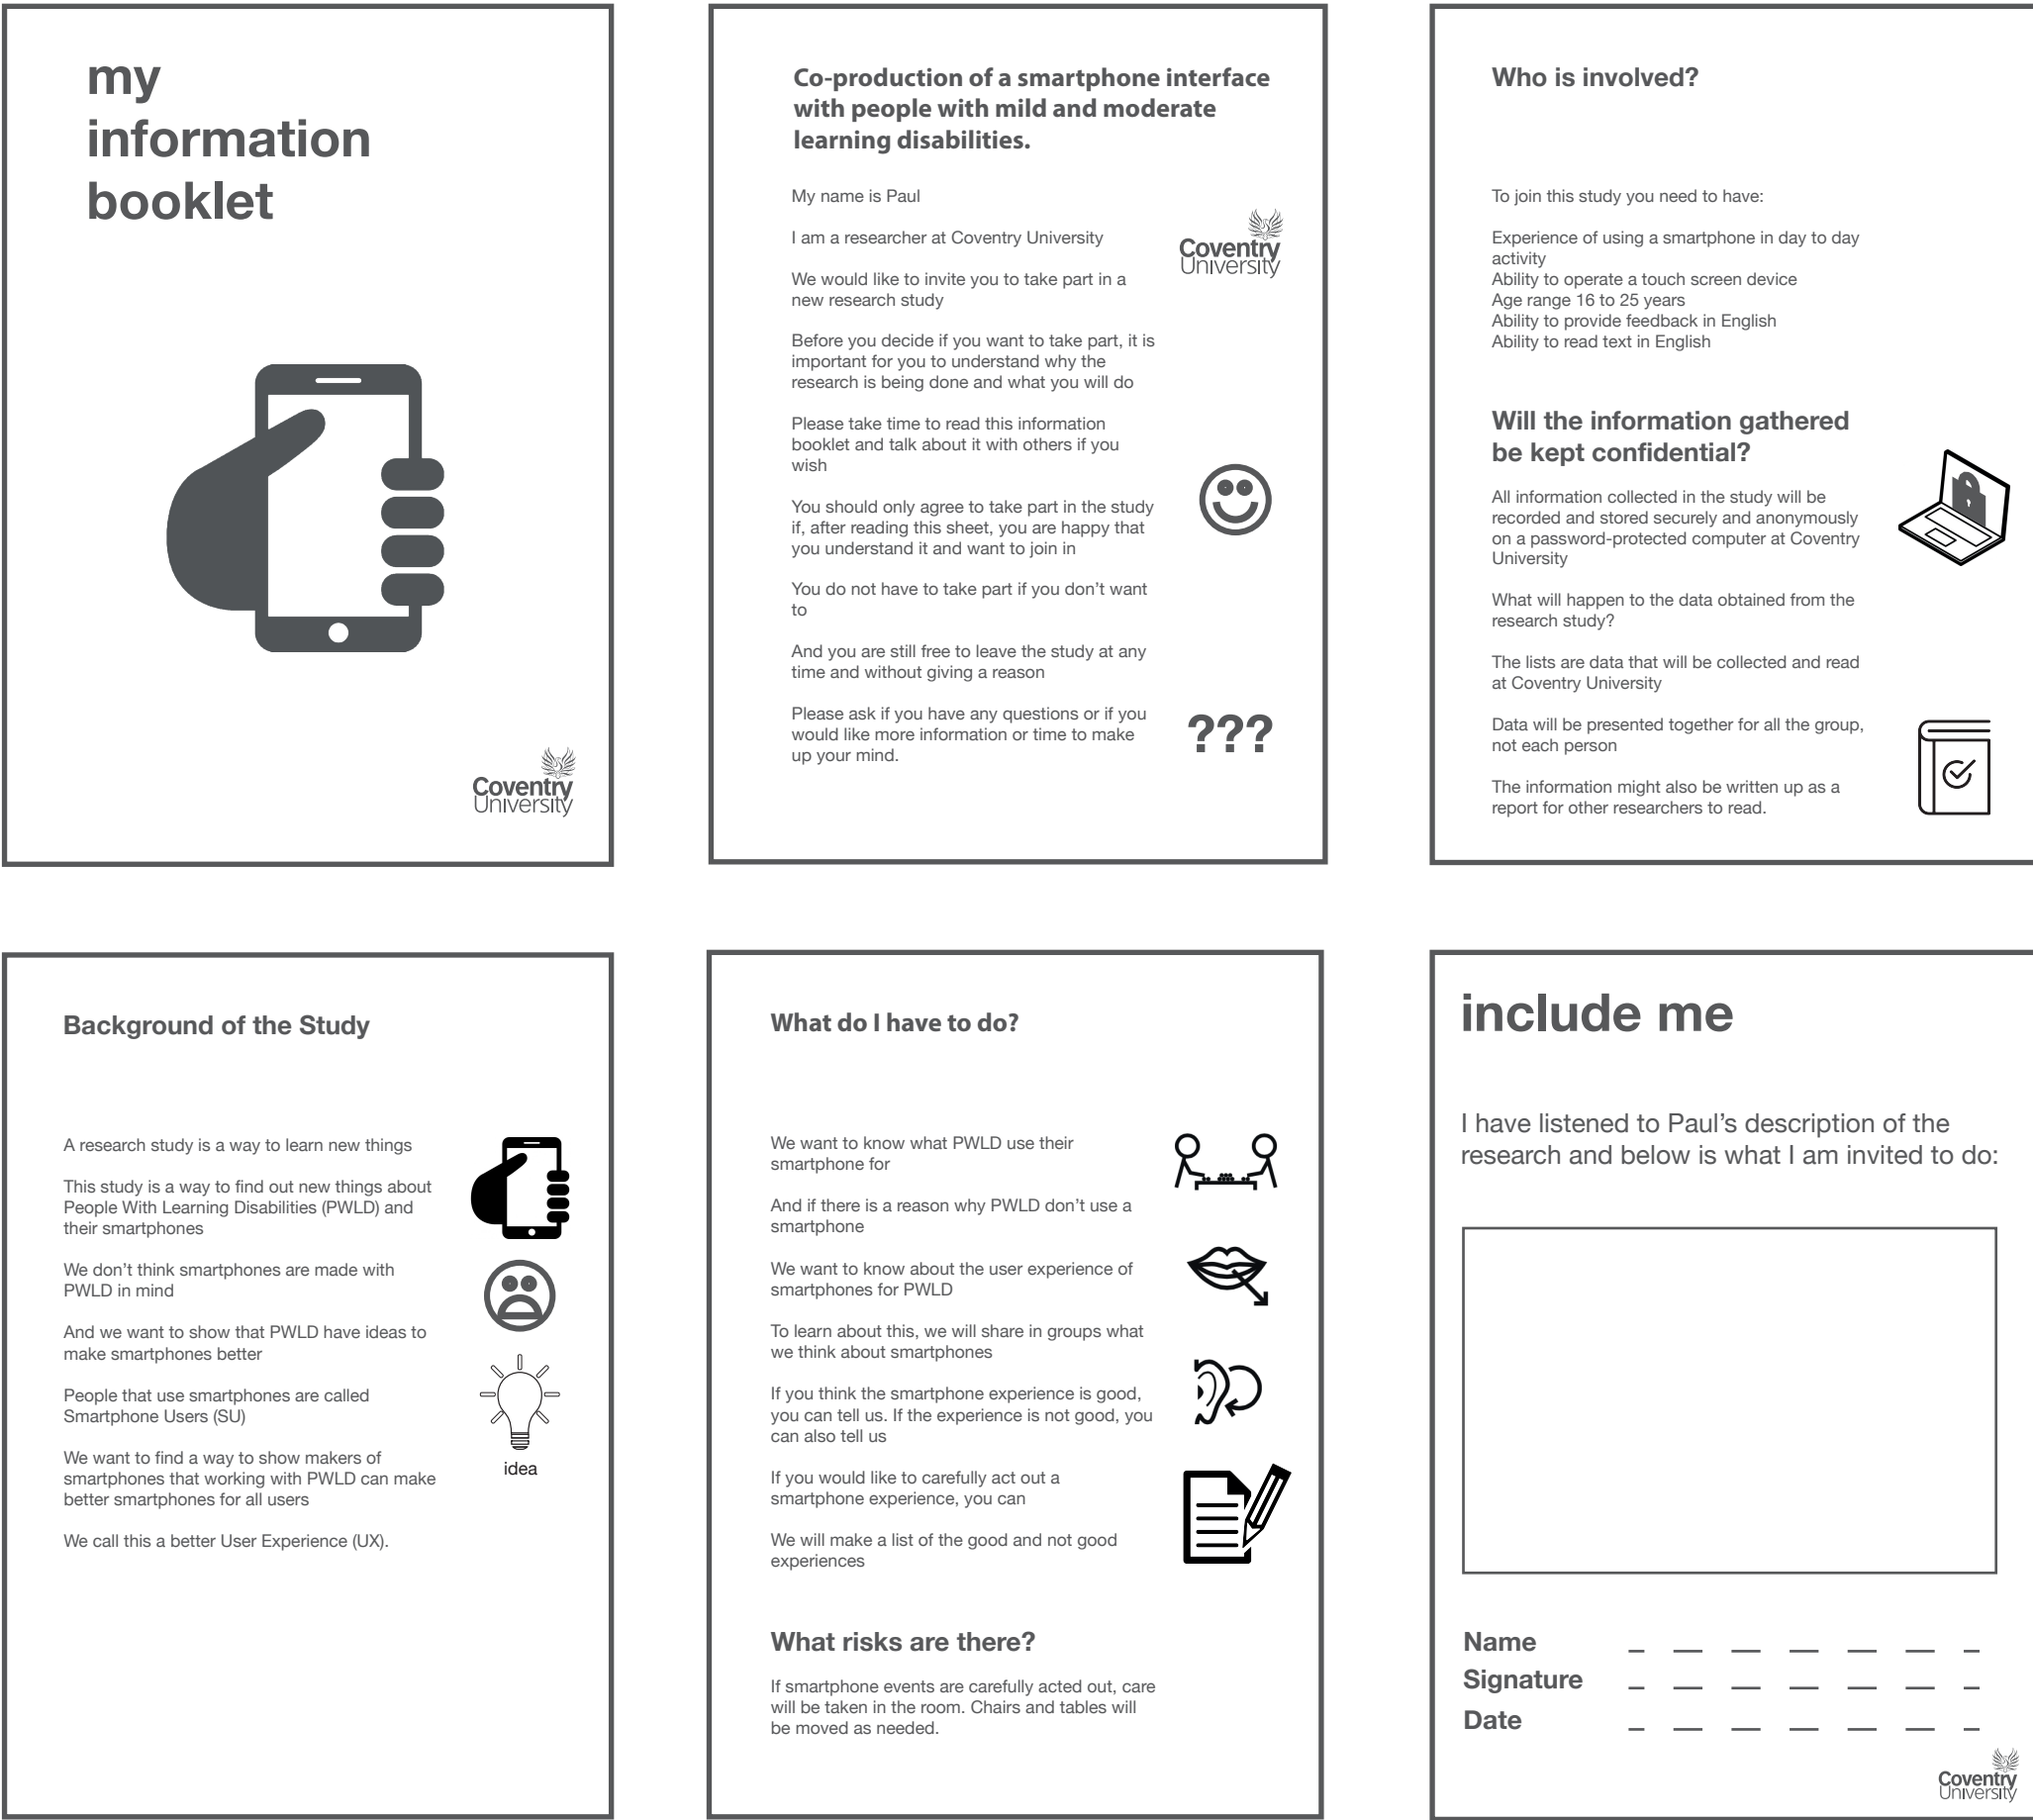 my
information
booklet
Coventry
University
Co-production of a smartphone interface
with people with mild and moderate
learning disabilities.
My name is Paul
I am a researcher at Coventry University
Coventry
University
We would like to invite you to take part in a
new research study
Before you decide if you want to take part, it is
important for you to understand why the
research is being done and what you will do
Please take time to read this information
booklet and talk about it with others if you
wish
You should only agree to take part in the study
if, after reading this sheet, you are happy that
you understand it and want to join in
You do not have to take part if you don't want
to
And you are still free to leave the study at any
time and without giving a reason
Please ask if you have any questions or if you
would like more information or time to make
up your mind.
???
Who is involved?
To join this study you need to have:
Experience of using a smartphone in day to day
activity
Ability to operate a touch screen device
Age range 16 to 25 years
Ability to provide feedback in English
Ability to read text in English
Will the information gathered
be kept confidential?
All information collected in the study will be
recorded and stored securely and anonymously
on a password-protected computer at Coventry
University
What will happen to the data obtained from the
research study?
The lists are data that will be collected and read
at Coventry University
Data will be presented together for all the group,
not each person
The information might also be written up as a
report for other researchers to read.
Background of the Study
A research study is a way to learn new things
This study is a way to find out new things about
People With Learning Disabilities (PWLD) and
their smartphones
We don't think smartphones are made with
PWLD in mind
And we want to show that PWLD have ideas to
make smartphones better
People that use smartphones are called
Smartphone Users (SU)
We want to find a way to show makers of
smartphones that working with PWLD can make
better smartphones for all users
idea
We call this a better User Experience (UX).
What do I have to do?
We want to know what PWLD use their
smartphone for
And if there is a reason why PWLD don't use a
smartphone
We want to know about the user experience of
smartphones for PWLD
To learn about this, we will share in groups what
we think about smartphones
If you think the smartphone experience is good,
you can tell us. If the experience is not good, you
can also tell us
If you would like to carefully act out a
smartphone experience, you can
We will make a list of the good and not good
experiences
What risks are there?
If smartphone events are carefully acted out, care
will be taken in the room. Chairs and tables will
be moved as needed.
include me
I have listened to Paul's description of the
research and below is what I am invited to do:
Name
Signature
Date
Coventry
University